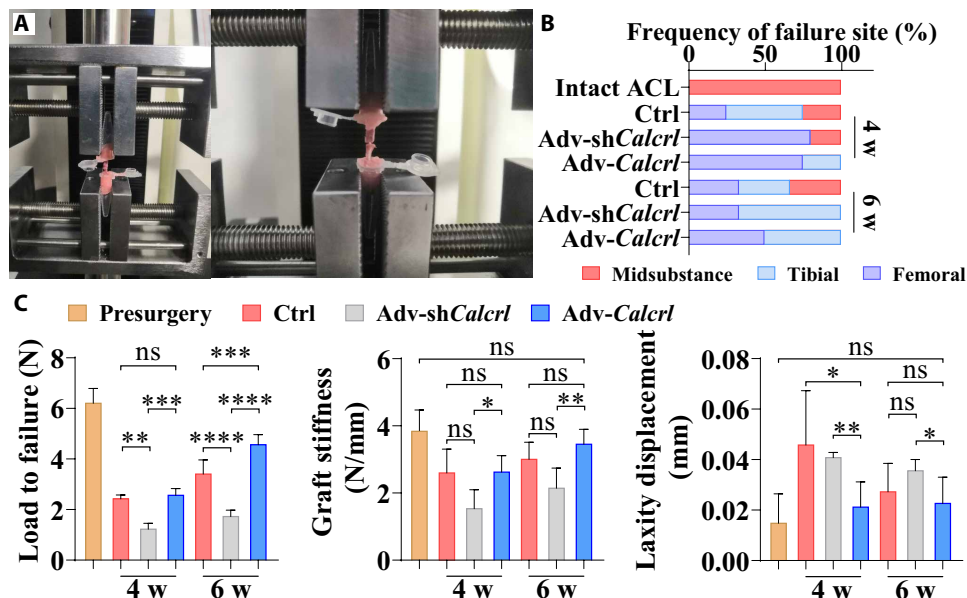 A
B
Frequency of failure site (%)
0 50 100
Intact ACL
Ctrl
Adv-shCalcrl
Adv-Calcrl
4 w
Ctrl
Adv-shCalcrl
Adv-Calcrl
6 w
Midsubstance Tibial Femoral
C
Presurgery Ctrl Adv-shCalcrl Adv-Calcrl
Load to failure (N)
8
6
4
2
0
ns
***
**
***
****
****
4 w 6 w
Graft stiffness
(N/mm)
6
4
2
0
ns
ns
ns
ns
*
ns
**
4 w 6 w
Laxity displacement
(mm)
0.08
0.06
0.04
0.02
0.00
ns
*
ns
**
ns
*
4 w 6 w